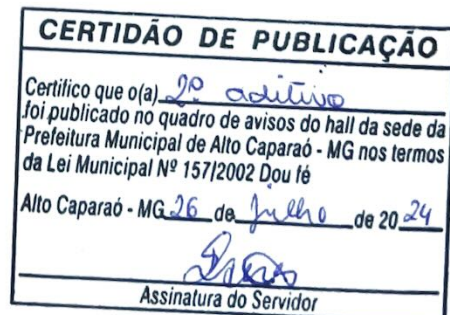 CERTIDÃO DE PUBLICAÇÃO
Certifico que o(a) 2º aditivo
foi publicado no quadro de avisos do hall da sede da
Prefeitura Municipal de Alto Caparaó - MG nos termos
da Lei Municipal Nº 157/2002 Dou fé
Alto Caparaó - MG 26 de julho de 2024
Assinatura do Servidor